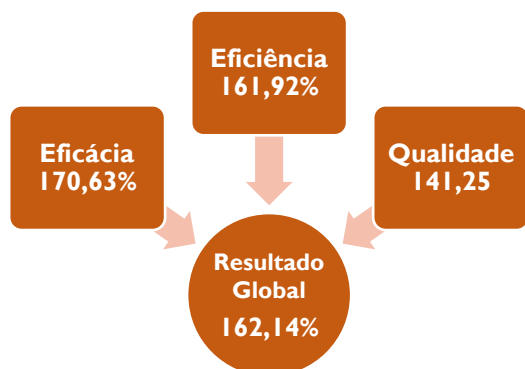 Eficiência
161,92%
Eficácia
170,63%
Qualidade
141,25
Resultado
Global
162,14%